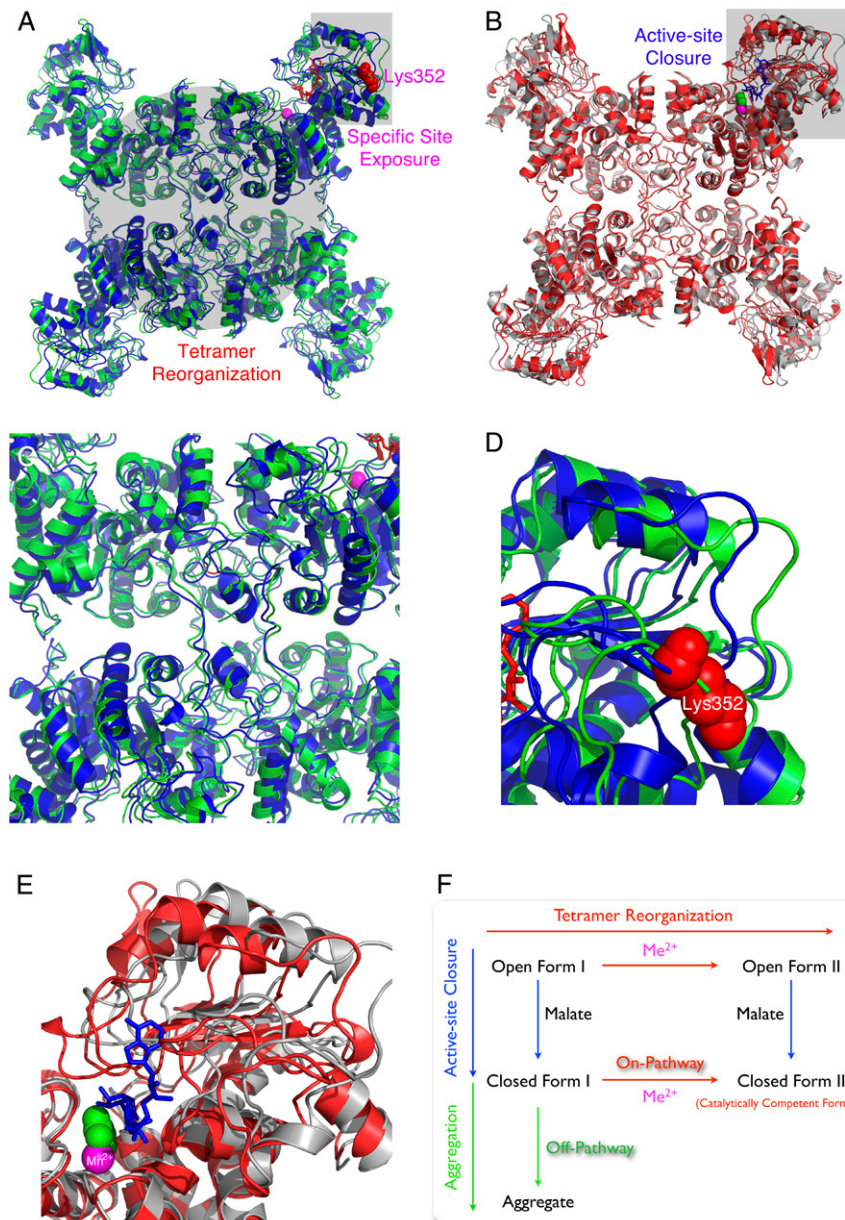 A
Lys352
Specific Site
Exposure
Tetramer
Reorganization
B
Active-site
Closure
D
Lys352
E
Mn2+
F
Tetramer Reorganization
Active-site Closure
Aggregation
Open Form I
Me2+
Open Form II
Malate
Malate
On-Pathway
Closed Form I
Me2+
Closed Form II
(Catalytically Competent Form
Off-Pathway
Aggregate